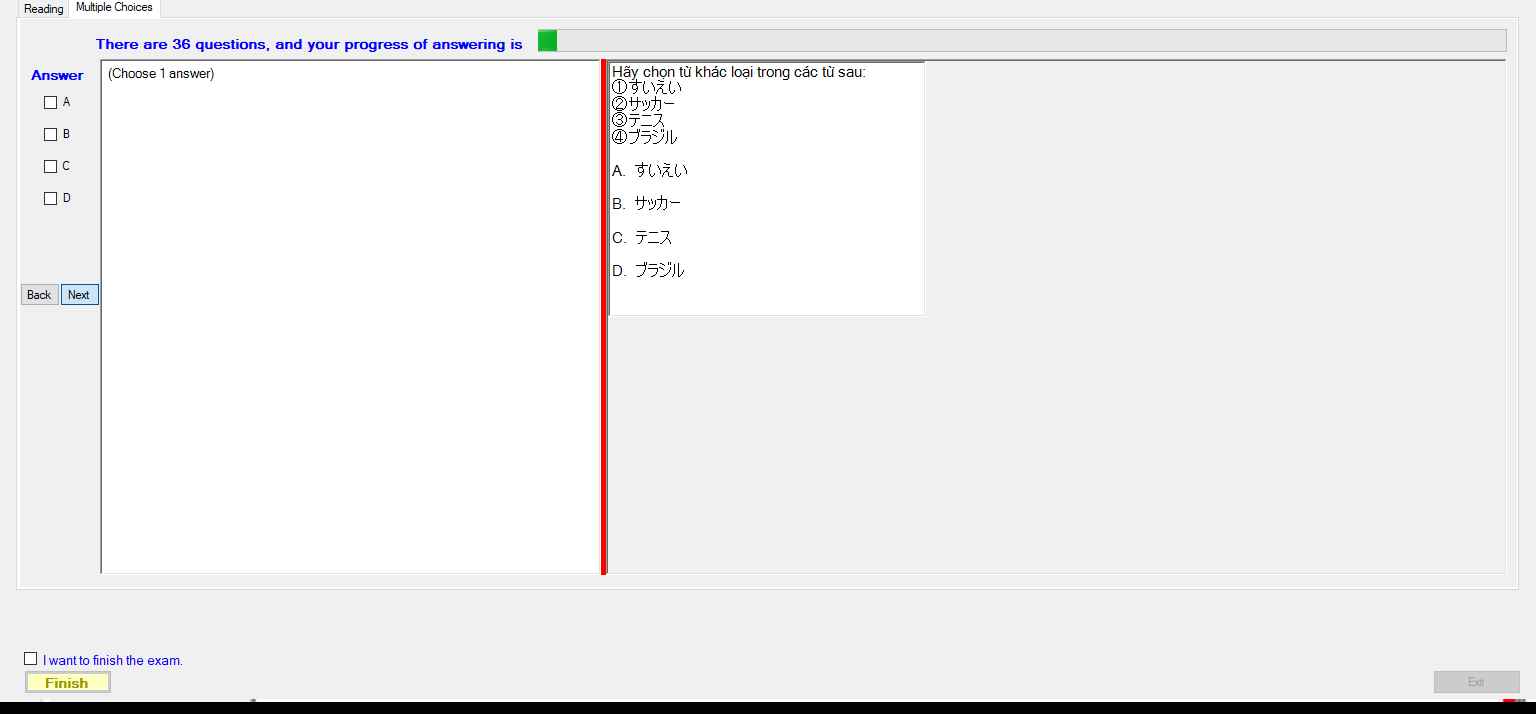 Reading Multiple Choices
There are 36 questions, and your progress of answering is
Answer
A
B
C
D
Back Next
(Choose 1 answer)
Hãy chọn từ khác loại trong các từ sau:
①すいえい
②サッカー
③テニス
④ブラジル
A. すいえい
B. サッカー
C. テニス
D. ブラジル
I want to finish the exam.
Finish
Exit